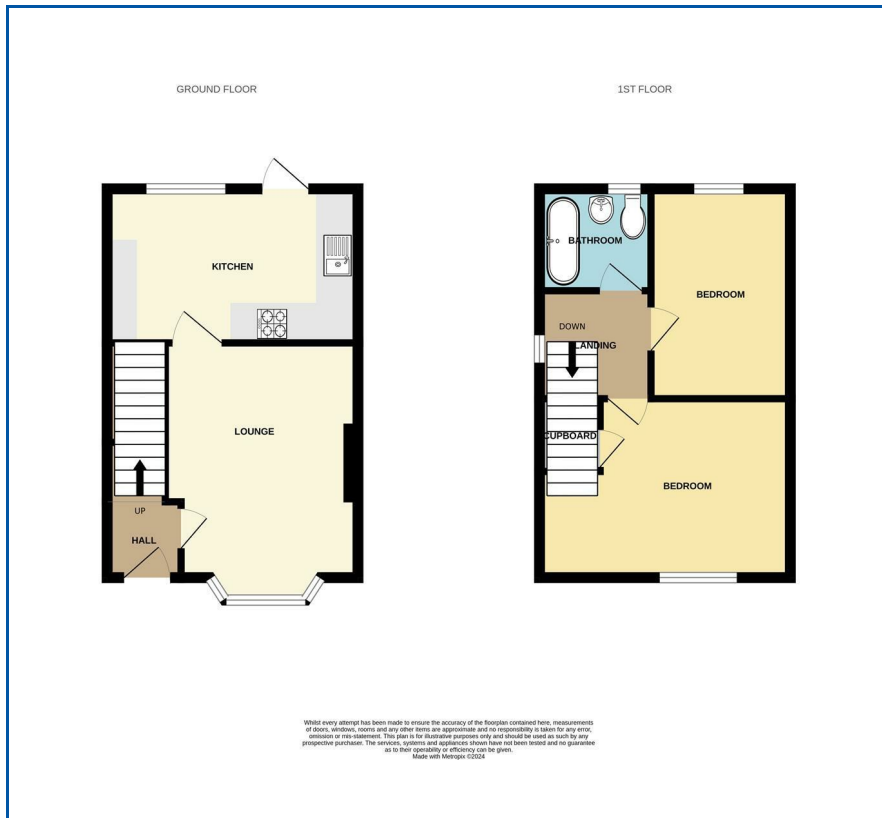 GROUND FLOOR
1ST FLOOR
KITCHEN
LOUNGE
UP
HALL
BATHROOM
BEDROOM
DOWN
LANDING
CUPBOARD
BEDROOM
Whilst every attempt has been made to ensure the accuracy of the floorplan contained here, measurements
of doors, windows, rooms and any other items are approximate and no responsibility is taken for any error,
omission or mis-statement. This plan is for illustrative purposes only and should be used as such by any
prospective purchaser. The services, systems and appliances shown have not been tested and no guarantee
as to their operability or efficiency can be given.
Made with Metropix ©2024